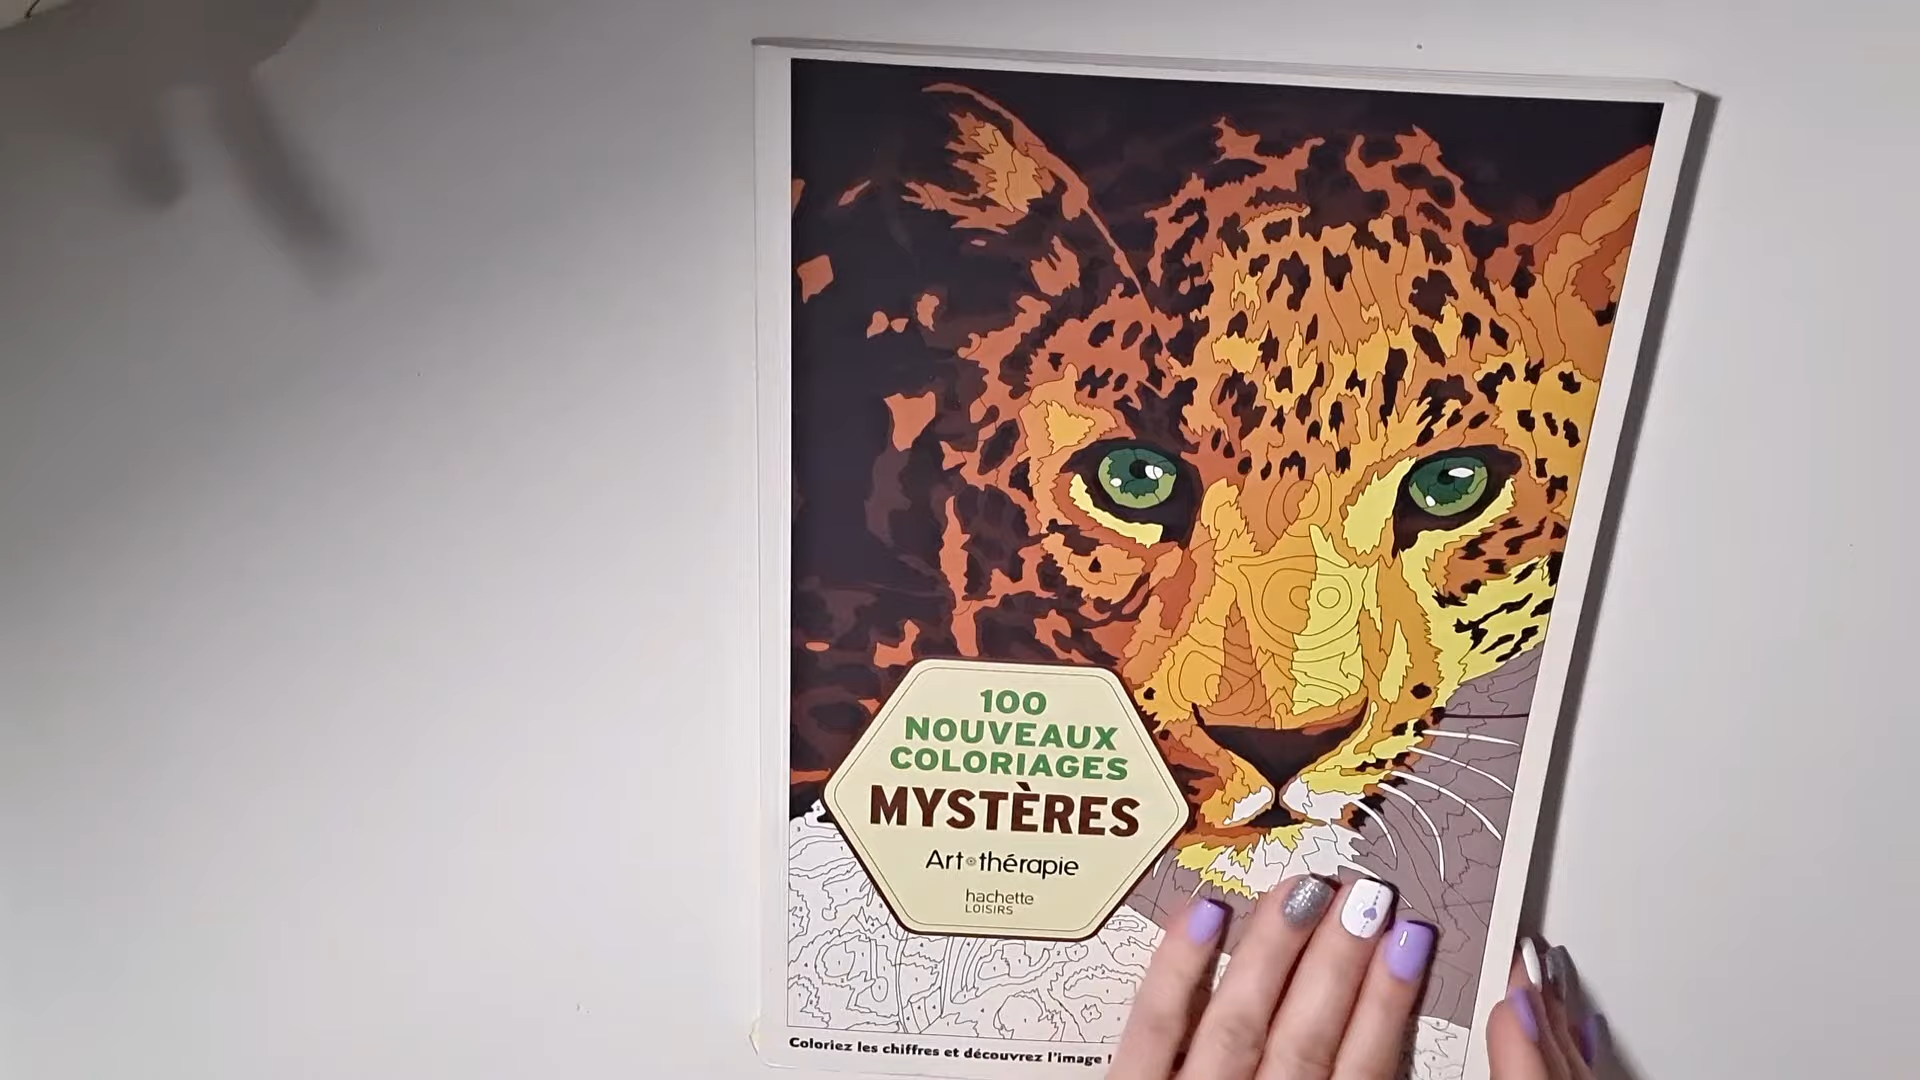 100
NOUVEAUX
COLORIAGES
MYSTÈRES
Art thérapie
hachette
LOISIRS
Coloriez les chiffres et découvrez l'image !